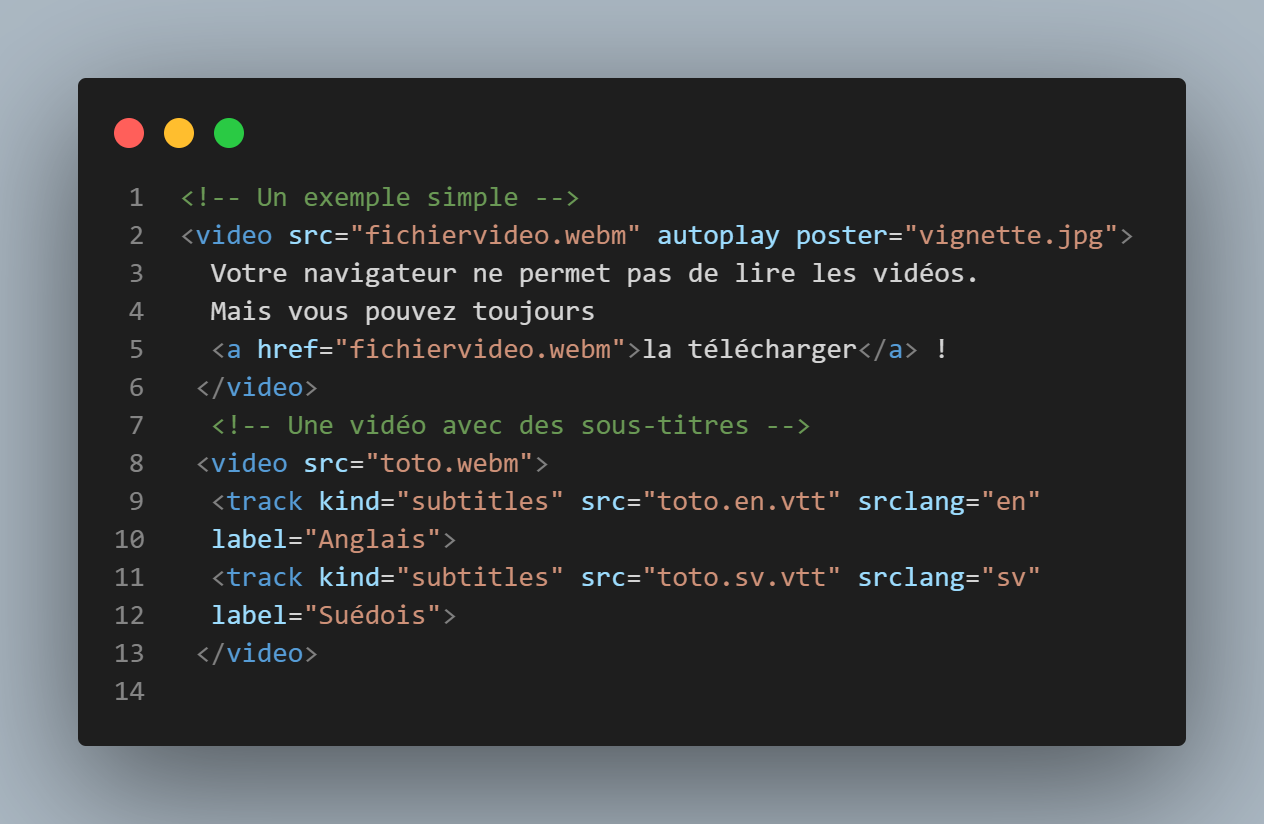 1 <!-- Un exemple simple -->
2 <video src="fichiervideo.webm" autoplay poster="vignette.jpg">
3 Votre navigateur ne permet pas de lire les vidéos.
4 Mais vous pouvez toujours
5 <a href="fichiervideo.webm">la télécharger</a> !
6 </video>
7 <!-- Une vidéo avec des sous-titres -->
8 <video src="toto.webm">
9 <track kind="subtitles" src="toto.en.vtt" srclang="en"
10 label="Anglais">
11 <track kind="subtitles" src="toto.sv.vtt" srclang="sv"
12 label="Suédois">
13 </video>
14